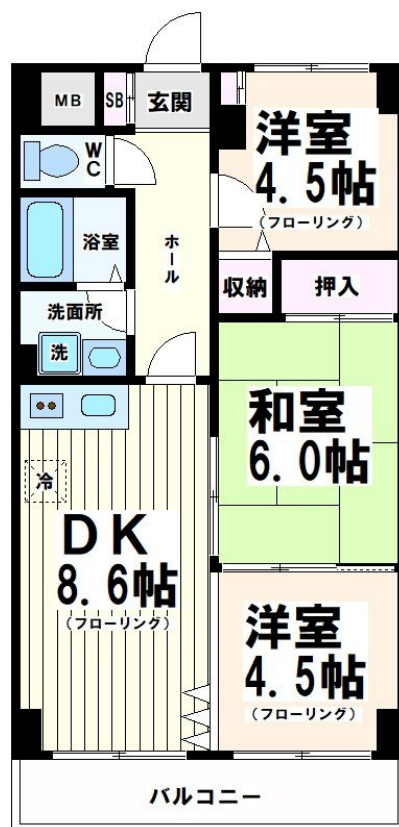 MB
SB
玄関
洋室
4.5帖
(フローリング)
WC
浴室
ホール
収納
押入
洗面所
洗
和室
6.0帖
冷
DK
8.6帖
(フローリング)
洋室
4.5帖
(フローリング)
バルコニー